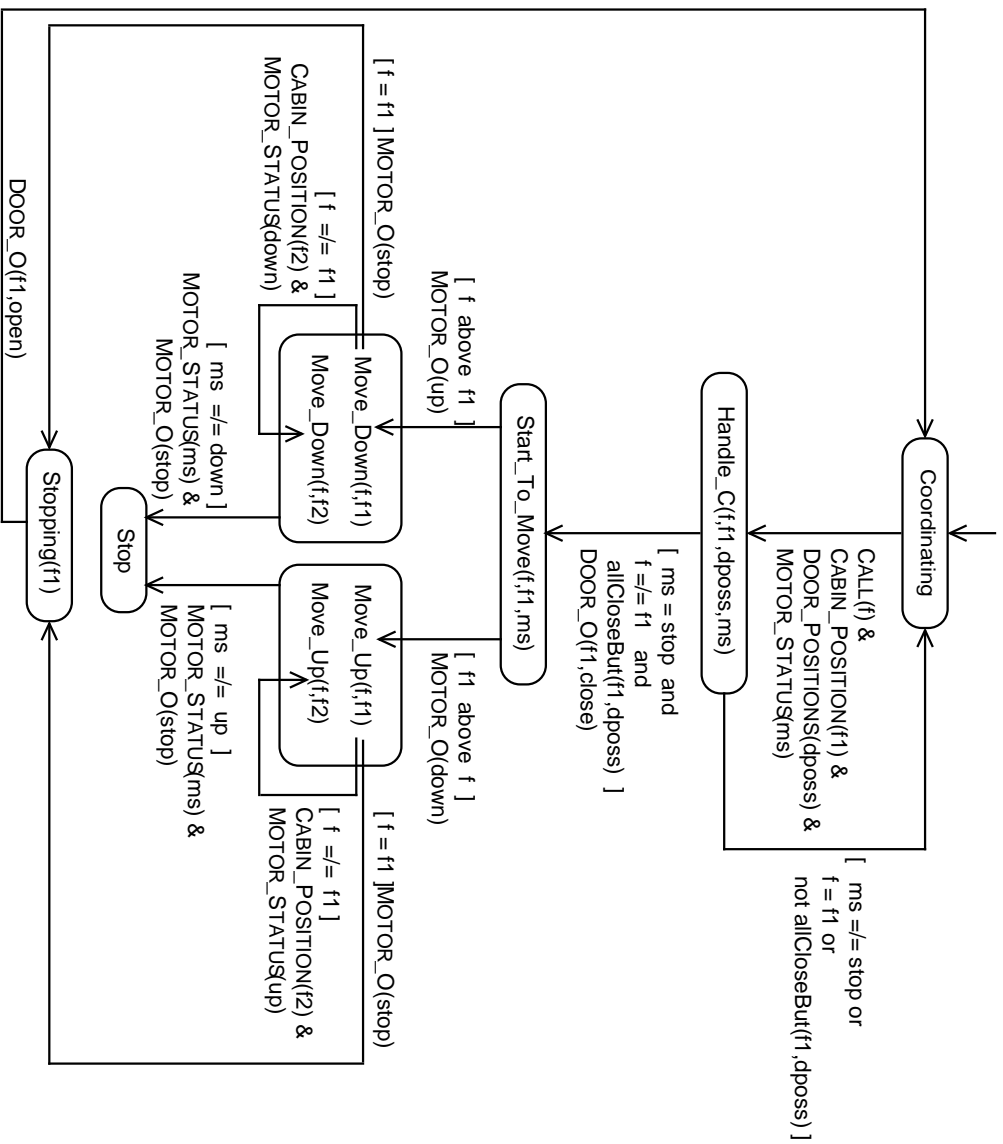 Coordinating
CALL(f) &
CABIN_POSITION(f1) &
DOOR_POSITIONS(dposs) &
MOTOR_STATUS(ms)
[ ms =/= stop or
f = f1 or
not allCloseBut(f1,dposs) ]
Handle_C(f,f1,dposs,ms)
[ ms = stop and
f =/= f1 and
allCloseBut(f1,dposs) ]
DOOR_O(f1,close)
Start_To_Move(f,f1,ms)
[ f above f1 ]
MOTOR_O(up)
[ f1 above f ]
MOTOR_O(down)
[ f = f1 ]MOTOR_O(stop)
[ f = f1 ]MOTOR_O(stop)
Move_Down(f,f1)
Move_Down(f,f2)
Move_Up(f,f1)
Move_Up(f,f2)
[ f =/= f1 ]
CABIN_POSITION(f2) &
MOTOR_STATUS(down)
[ f =/= f1 ]
CABIN_POSITION(f2) &
MOTOR_STATUS(up)
[ ms =/= down ]
MOTOR_STATUS(ms) &
MOTOR_O(stop)
[ ms =/= up ]
MOTOR_STATUS(ms) &
MOTOR_O(stop)
Stop
Stopping(f1)
DOOR_O(f1,open)